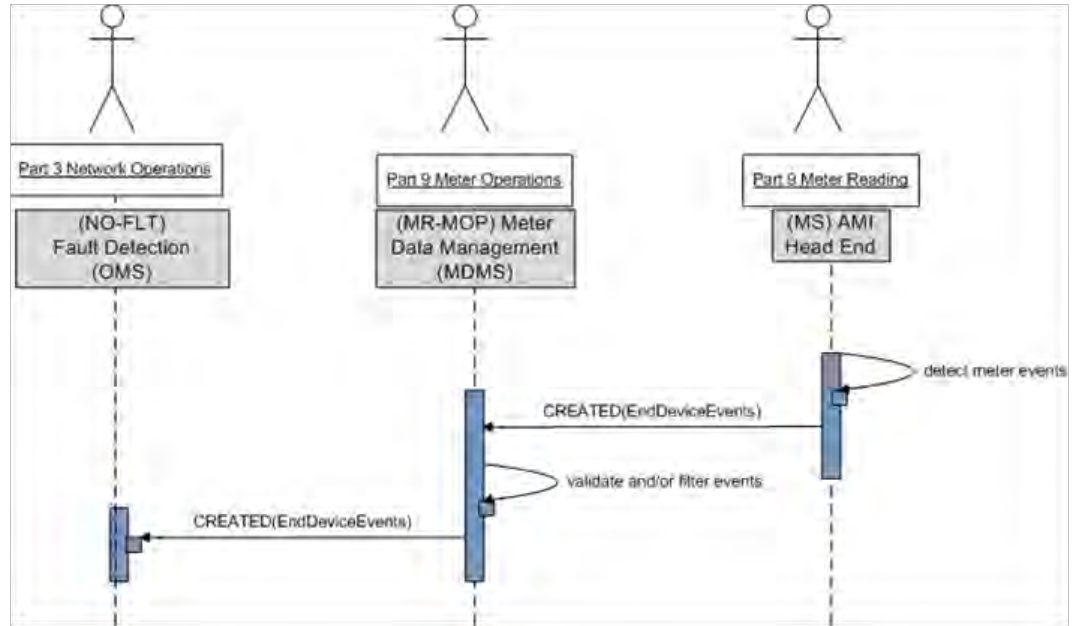 Part 3 Network Operations
(NO-FLT)
Fault Detection
(OMS)
Part 9 Meter Operations
(MR-MOP) Meter
Data Management
(MDMS)
Part 9 Meter Reading
(MS) AMI
Head End
detect meter events
CREATED(EndDeviceEvents)
validate and/or filter events
CREATED(EndDeviceEvents)